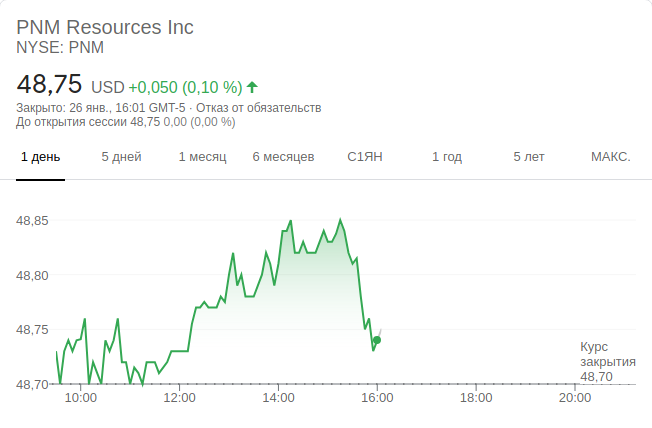 PNM Resources Inc
NYSE: PNM
48,75 USD +0,050 (0,10 %)
Закрыто: 26 янв., 16:01 GMT-5 · Отказ от обязательств
До открытия сессии 48,75 0,00 (0,00 %)
1 день 5 дней 1 месяц 6 месяцев С1ЯН 1 год 5 лет МАКС.
48,85
48,80
48,75
Курс
закрытия
48,70
48,70
10:00 12:00 14:00 16:00 18:00 20:00